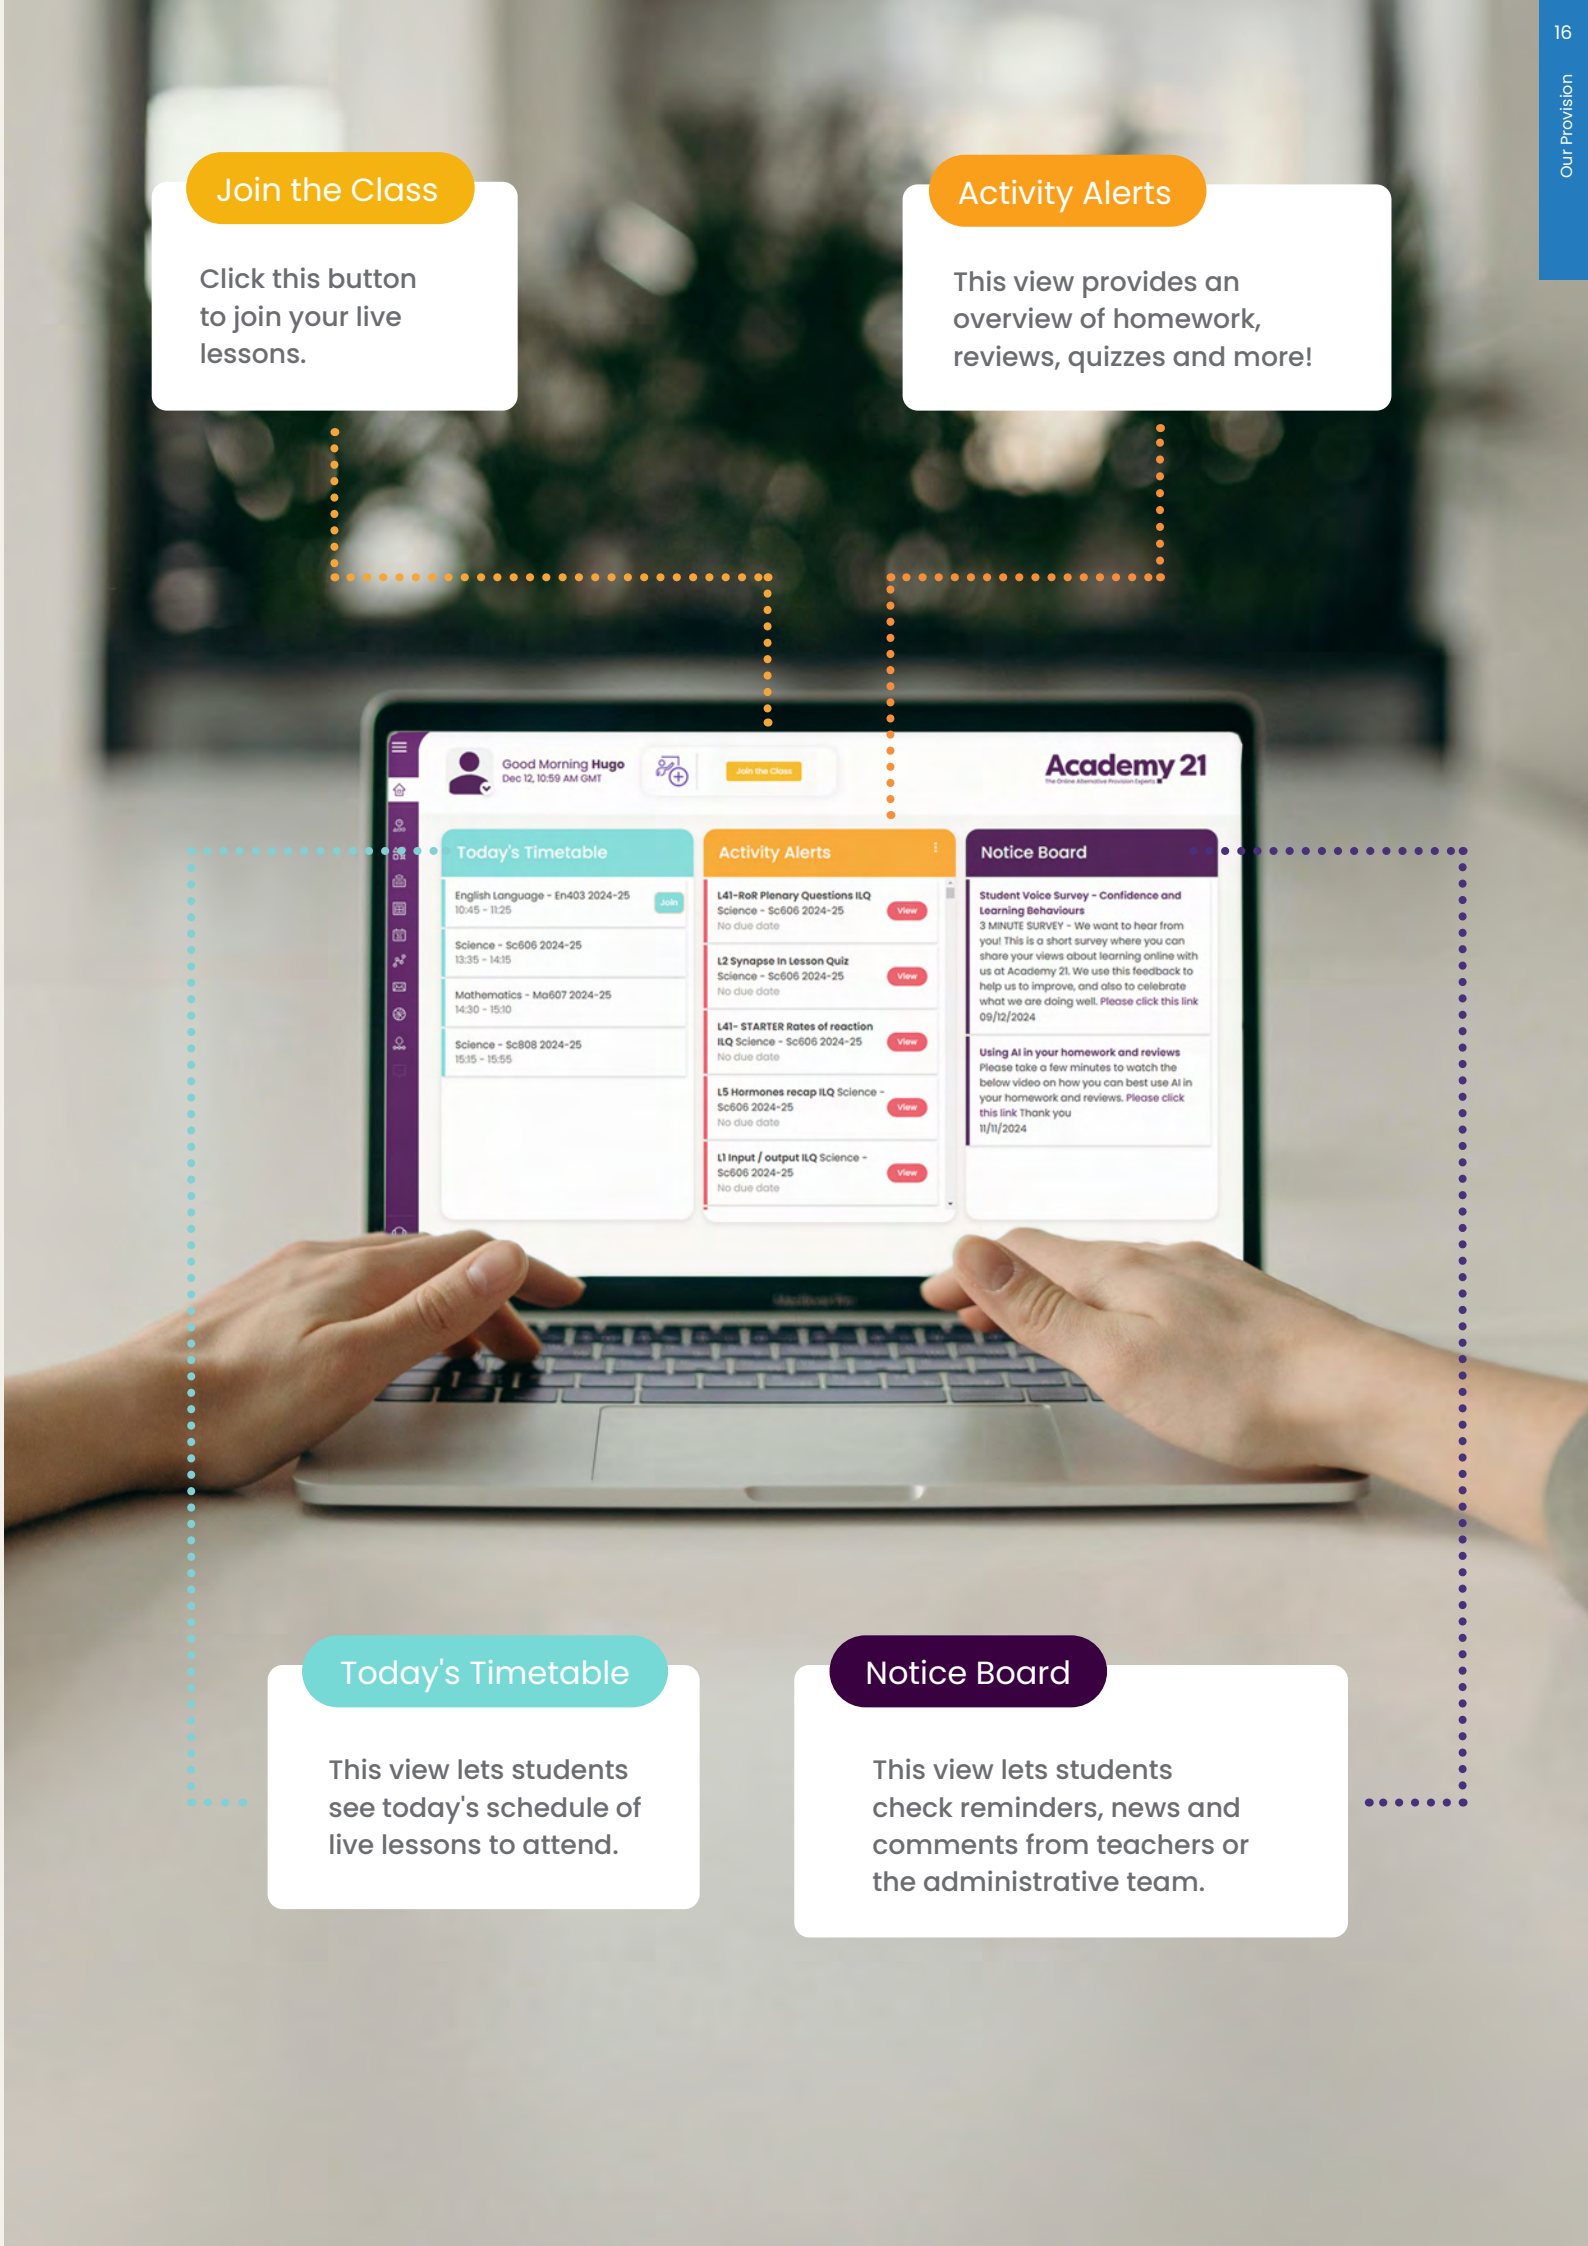 16
Our Provision
Join the Class
Click this button
to join your live
lessons.
Activity Alerts
This view provides an
overview of homework,
reviews, quizzes and more!
Good Morning Hugo
Dec 12, 10:59 AM GMT
Join the Class
Academy 21
The Online Alternative Provision Experts
Today's Timetable
English Language - En403 2024-25
10:45 - 11:25
Join
Science - Sc606 2024-25
13:35 - 14:15
Mathematics - Ma607 2024-25
14:30 - 15:10
Science - Sc808 2024-25
15:15 - 15:55
Activity Alerts
L41-RoR Plenary Questions ILQ
Science - Sc606 2024-25
No due date
View
L2 Synapse In Lesson Quiz
Science - Sc606 2024-25
No due date
View
L41- STARTER Rates of reaction
ILQ Science - Sc606 2024-25
No due date
View
L5 Hormones recap ILQ Science -
Sc606 2024-25
No due date
View
L1 Input / output ILQ Science -
Sc606 2024-25
No due date
View
Notice Board
Student Voice Survey - Confidence and
Learning Behaviours
3 MINUTE SURVEY - We want to hear from
you! This is a short survey where you can
share your views about learning online with
us at Academy 21. We use this feedback to
help us to improve, and also to celebrate
what we are doing well. Please click this link
09/12/2024
Using AI in your homework and reviews
Please take a few minutes to watch the
below video on how you can best use AI in
your homework and reviews. Please click
this link Thank you
11/11/2024
MacBook Pro
Today's Timetable
This view lets students
see today's schedule of
live lessons to attend.
Notice Board
This view lets students
check reminders, news and
comments from teachers or
the administrative team.